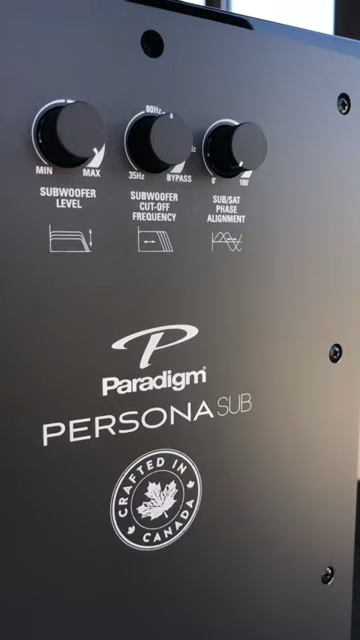 80Hz
MIN MAX
35Hz BYPASS
0° 180°
SUBWOOFER
LEVEL
SUBWOOFER
CUT-OFF
FREQUENCY
SUB/SAT
PHASE
ALIGNMENT
P
Paradigm
PERSONA SUB
CRAFTED IN
CANADA